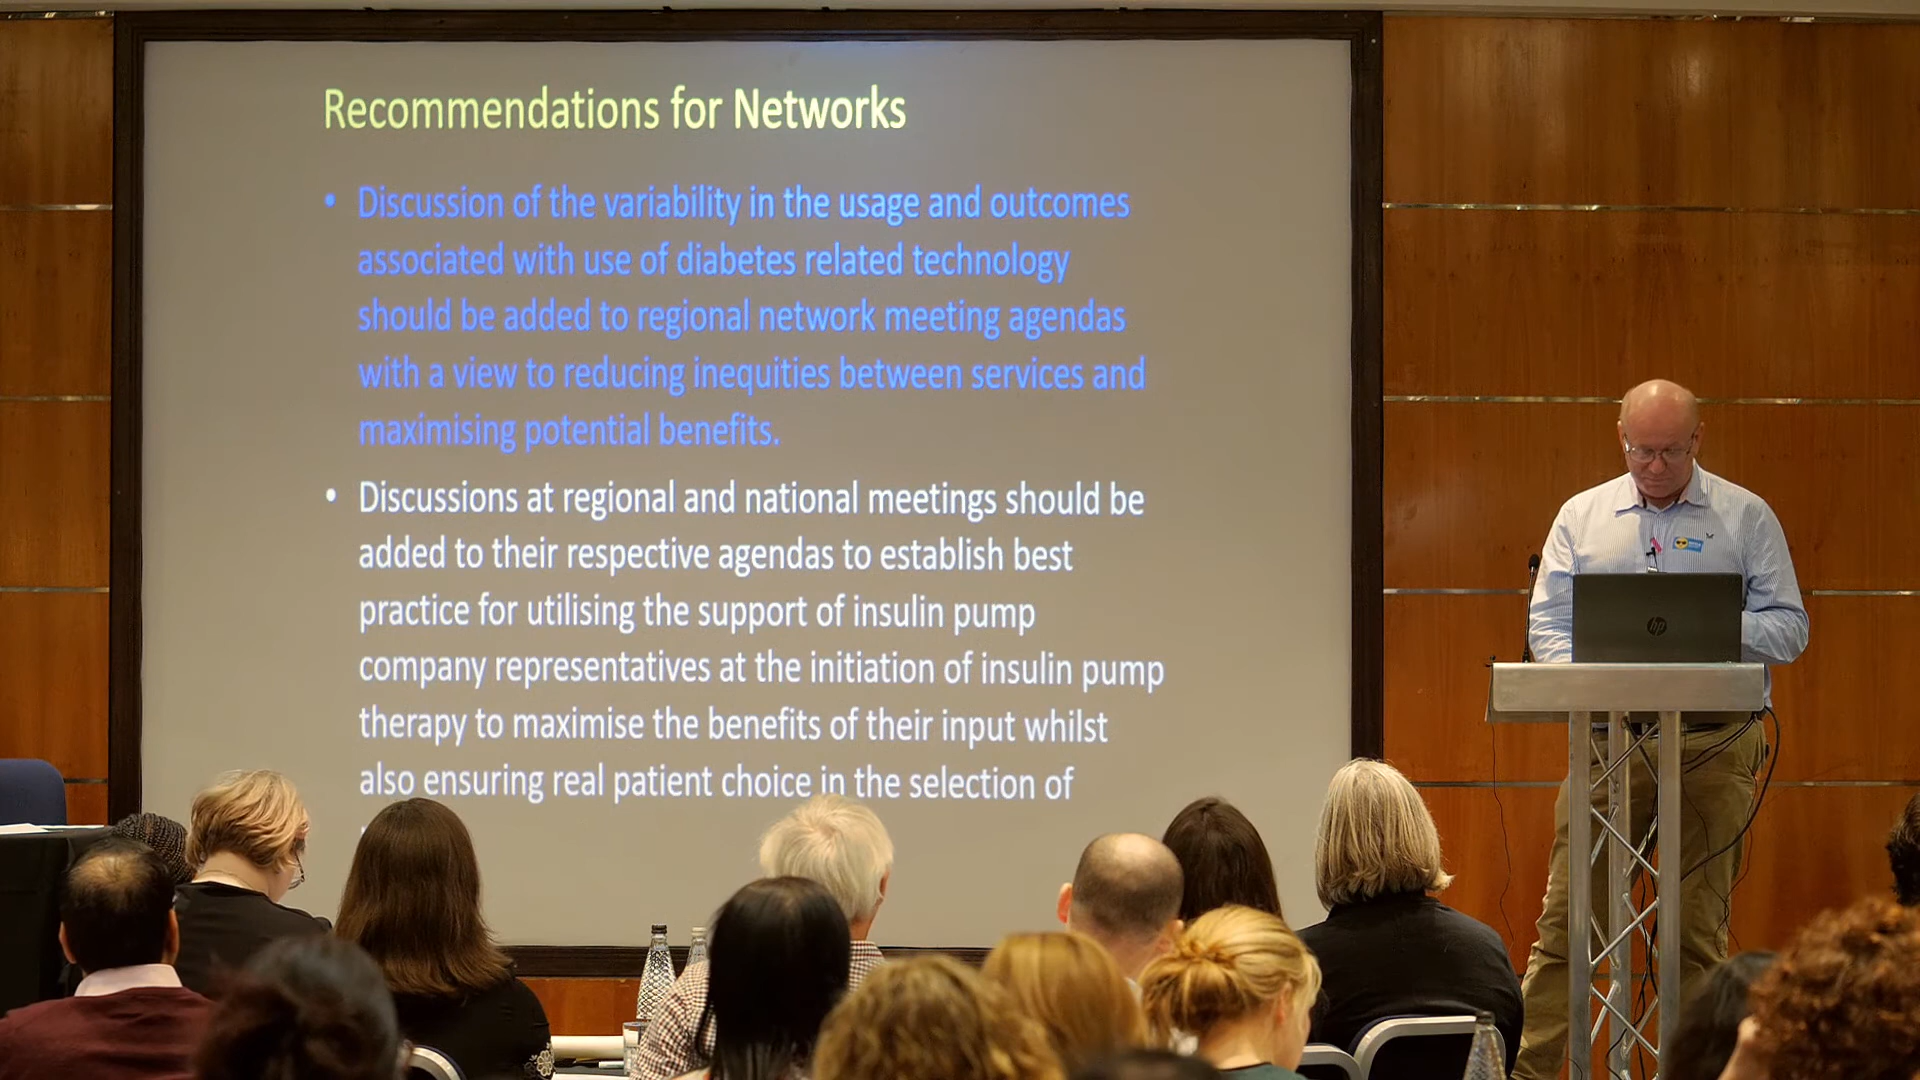 Recommendations for Networks
• Discussion of the variability in the usage and outcomes
associated with use of diabetes related technology
should be added to regional network meeting agendas
with a view to reducing inequities between services and
maximising potential benefits.
• Discussions at regional and national meetings should be
added to their respective agendas to establish best
practice for utilising the support of insulin pump
company representatives at the initiation of insulin pump
therapy to maximise the benefits of their input whilst
also ensuring real patient choice in the selection of
hp